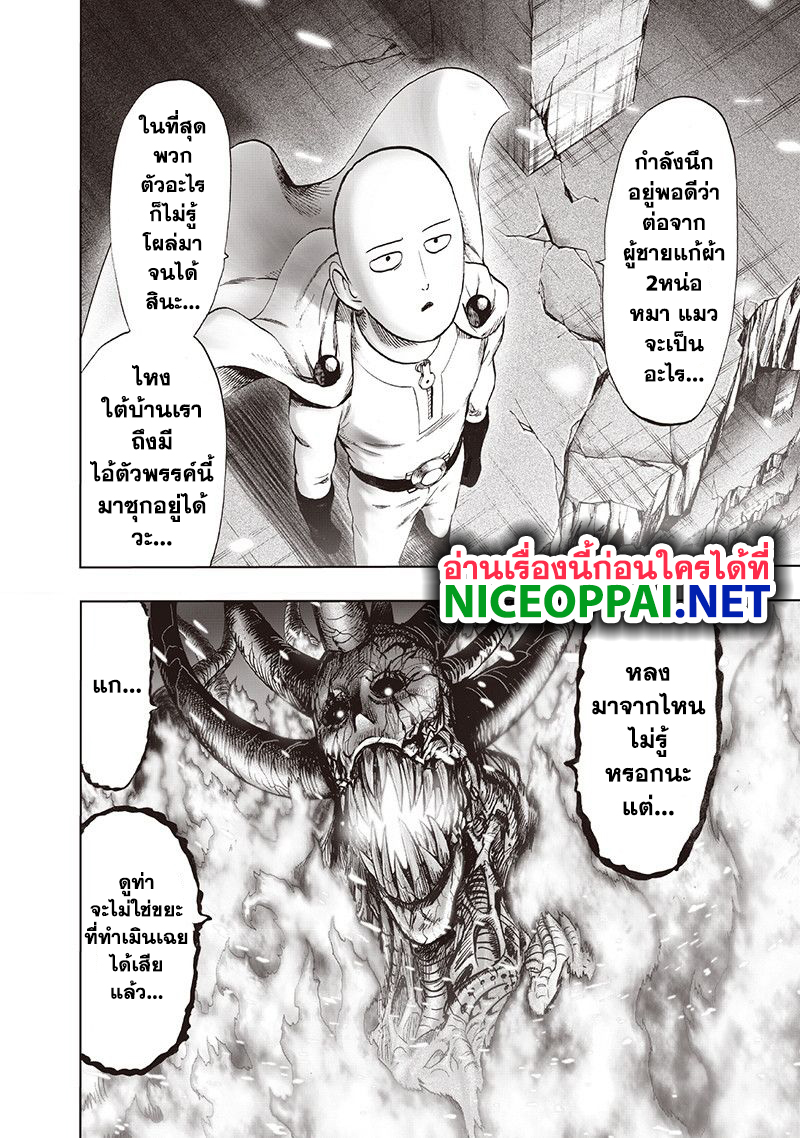 กำลังนึก
อยู่พอดีว่า
ต่อจาก
ผู้ชายแก้ผ้า
2หน่อ
หมา แมว
จะเป็น
อะไร...
ในที่สุด
พวก
ตัวอะไร
ก็ไม่รู้
โผล่มา
จนได้
สินะ...
ไหง
ใต้บ้านเรา
ถึงมี
ไอ้ตัวพรรค์นี้
มาซุกอยู่ได้
วะ...
อ่านเรื่องนี้ก่อนใครได้ที่
NICEOPPAI.NET
หลง
มาจากไหน
ไม่รู้
หรอกนะ
แต่...
แก...
ดูท่า
จะไม่ใช่ขยะ
ที่ทำเมินเฉย
ได้เสีย
แล้ว...